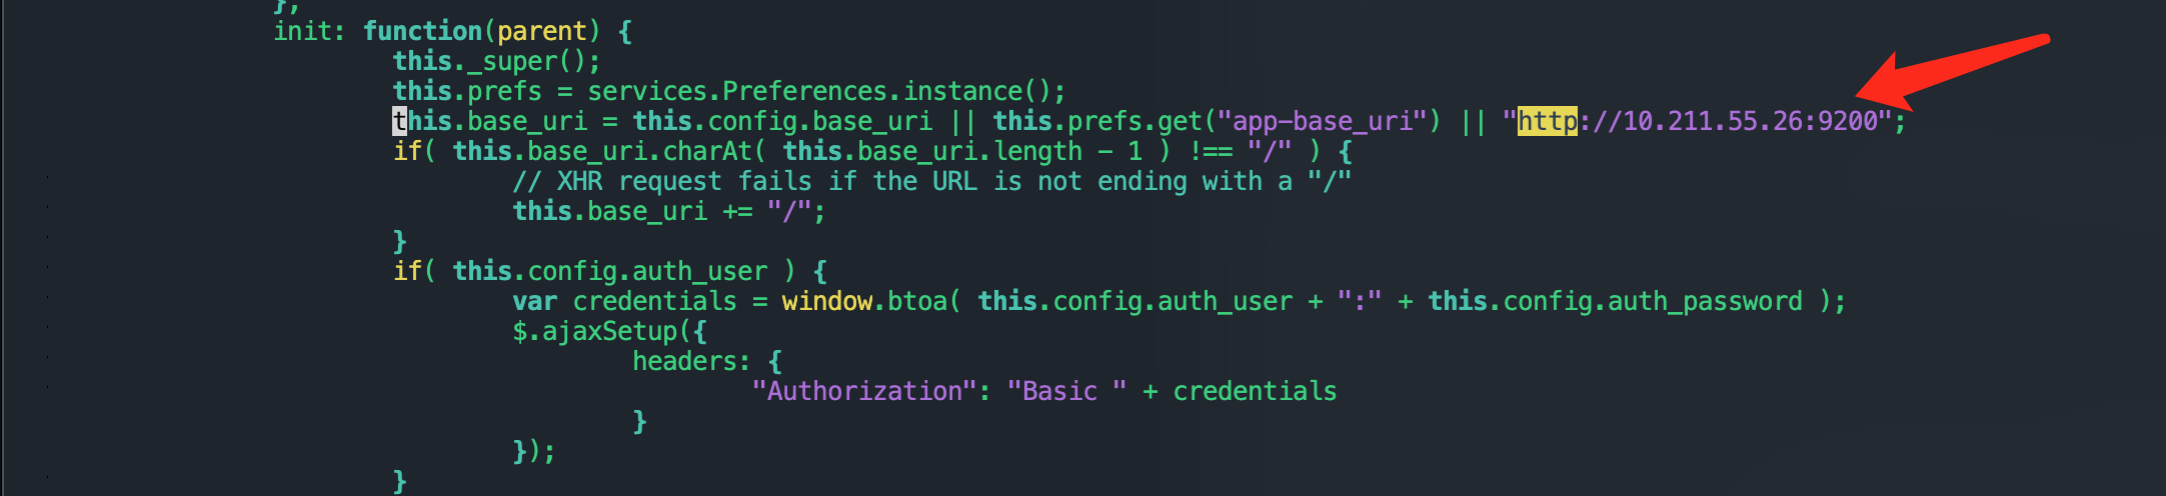 },
init: function(parent) {
this._super();
this.prefs = services.Preferences.instance();
this.base_uri = this.config.base_uri || this.prefs.get("app-base_uri") || "http://10.211.55.26:9200";
if( this.base_uri.charAt( this.base_uri.length - 1 ) !== "/" ) {
// XHR request fails if the URL is not ending with a "/"
this.base_uri += "/";
}
if( this.config.auth_user ) {
var credentials = window.btoa( this.config.auth_user + ":" + this.config.auth_password );
$.ajaxSetup({
headers: {
"Authorization": "Basic " + credentials
}
});
}